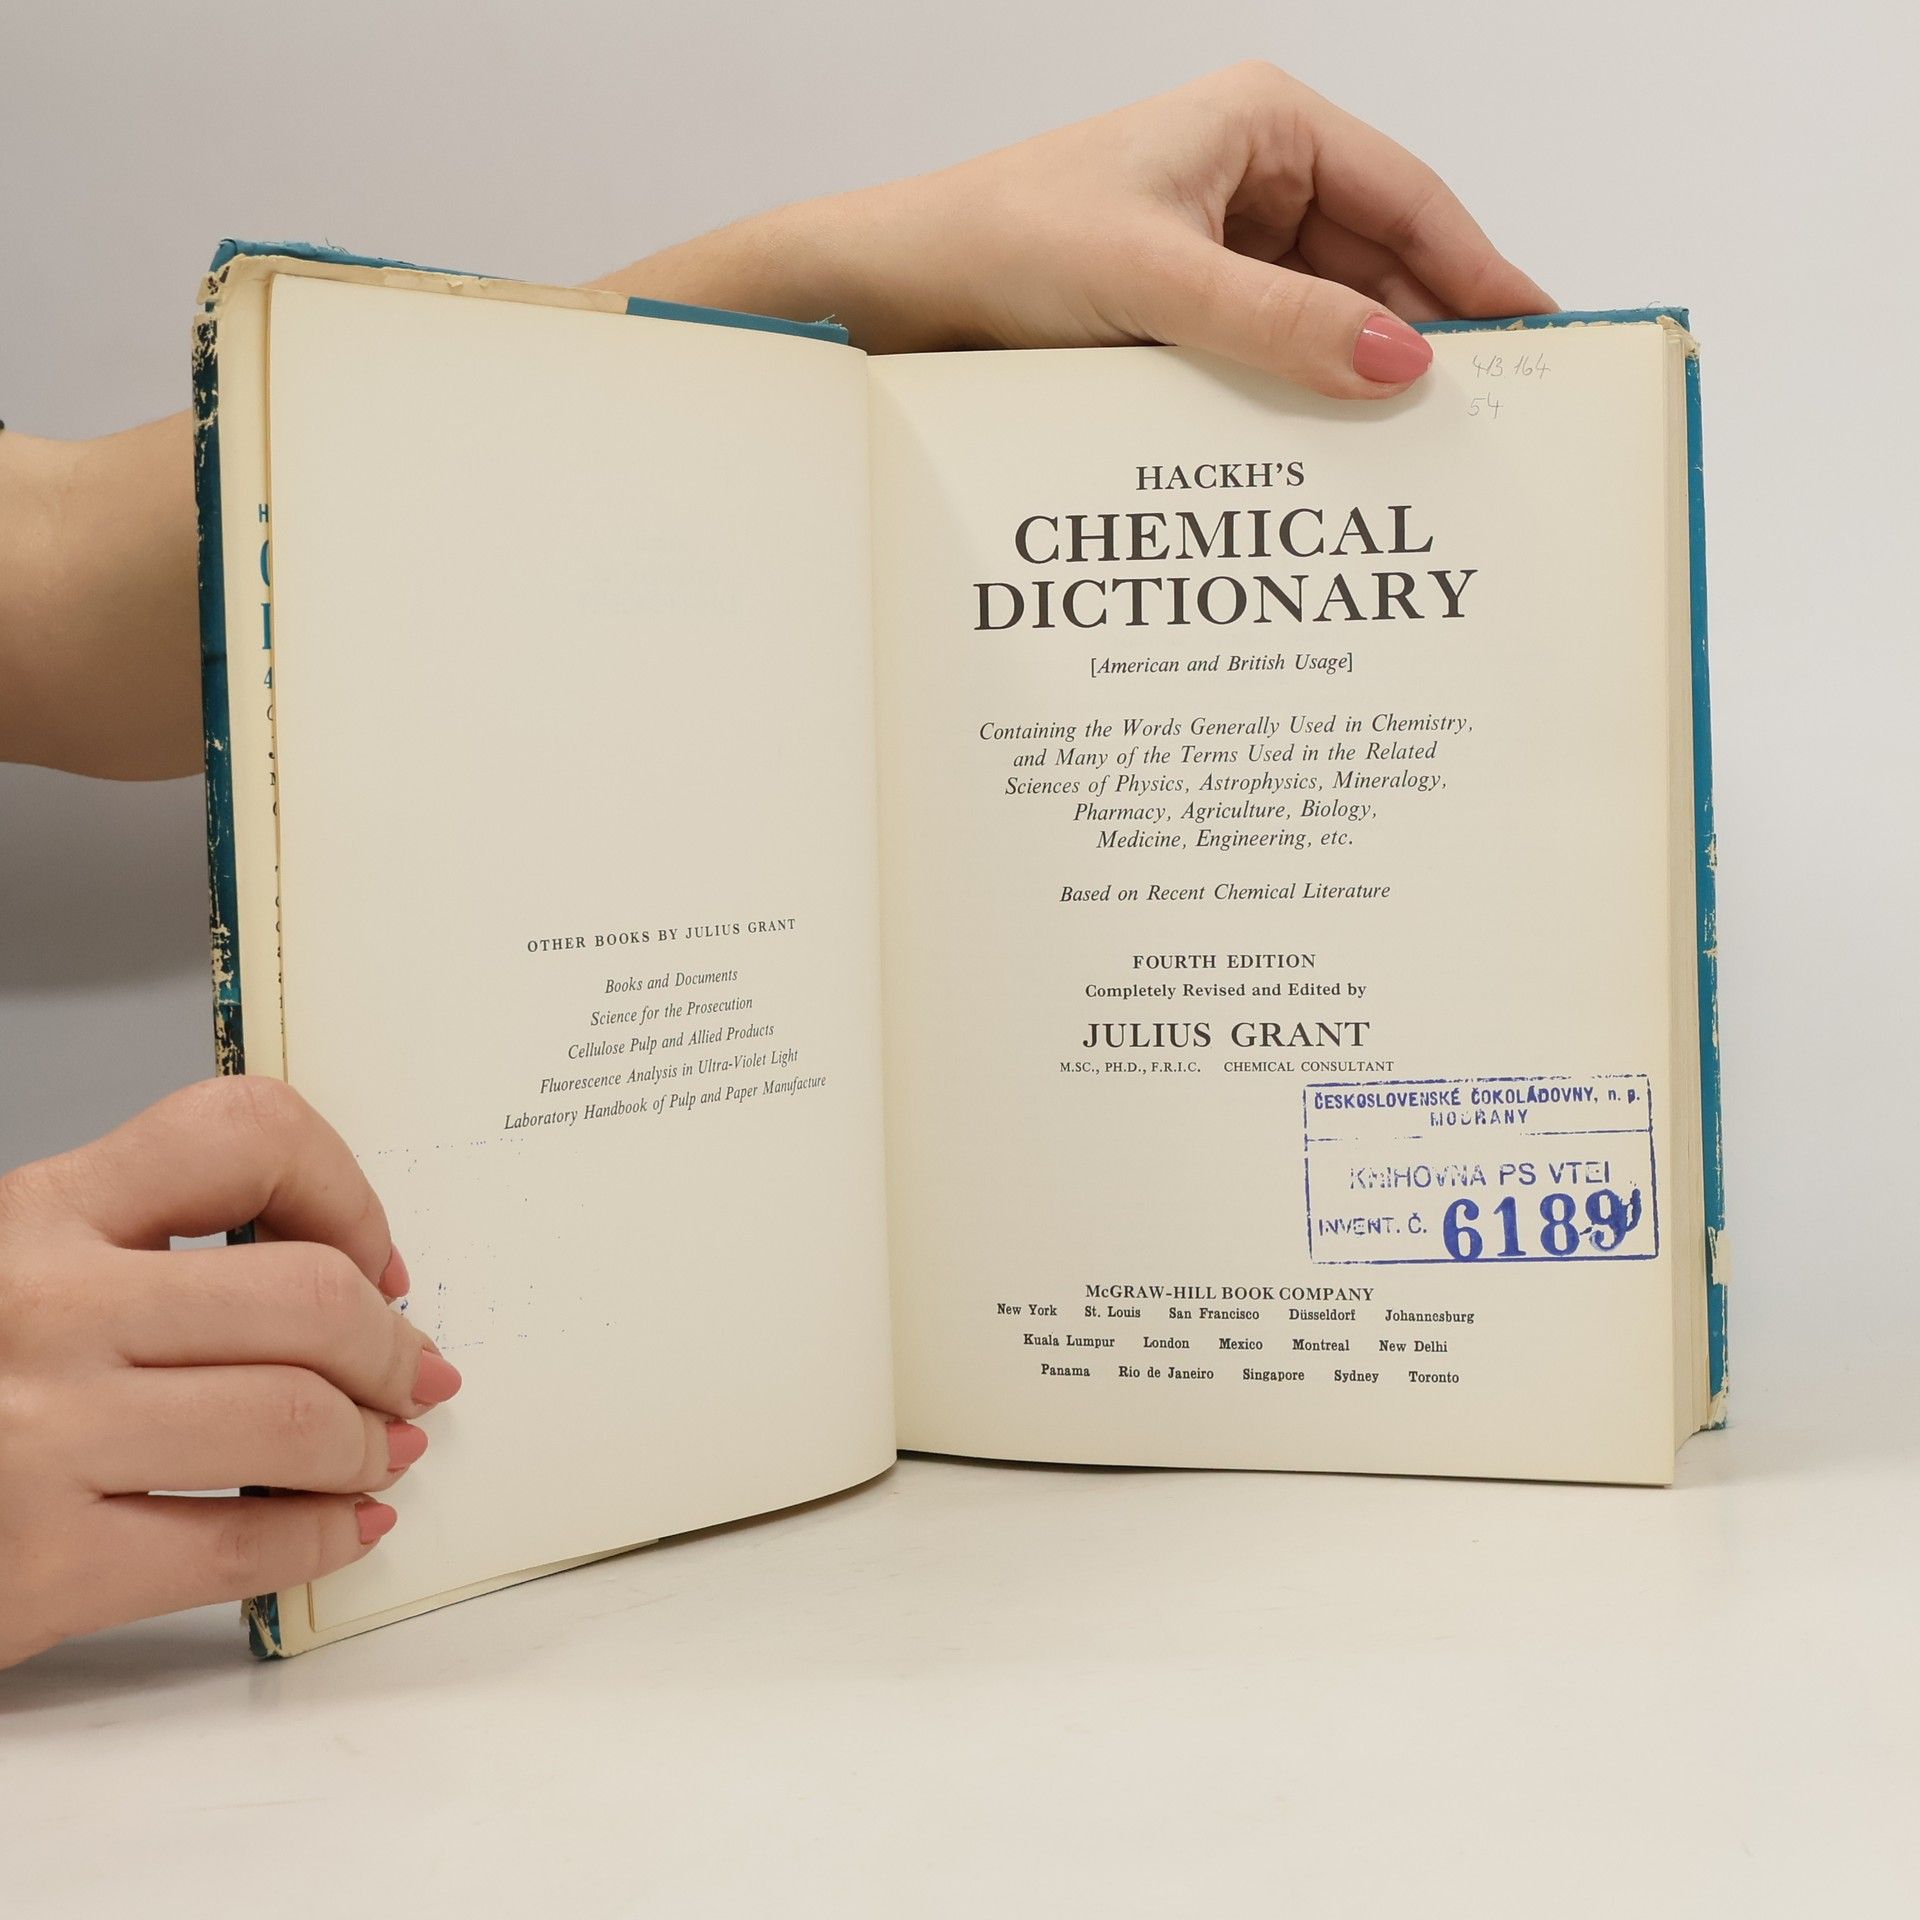 OTHER BOOKS BY JULIUS GRANT
Books and Documents
Science for the Prosecution
Cellulose Pulp and Allied Products
Fluorescence Analysis in Ultra-Violet Light
Laboratory Handbook of Pulp and Paper Manufacture
413.164
54
HACKH'S
CHEMICAL
DICTIONARY
[American and British Usage]
Containing the Words Generally Used in Chemistry,
and Many of the Terms Used in the Related
Sciences of Physics, Astrophysics, Mineralogy,
Pharmacy, Agriculture, Biology,
Medicine, Engineering, etc.
Based on Recent Chemical Literature
FOURTH EDITION
Completely Revised and Edited by
JULIUS GRANT
M.SC., PH.D., F.R.I.C. CHEMICAL CONSULTANT
ČESKOSLOVENSKÉ ČOKOLÁDOVNY, n. p.
MODŘANY
KNIHOVNA PS VTEI
INVENT. Č. 6189
McGRAW-HILL BOOK COMPANY
New York St. Louis San Francisco Düsseldorf Johannesburg
Kuala Lumpur London Mexico Montreal New Delhi
Panama Rio de Janeiro Singapore Sydney Toronto